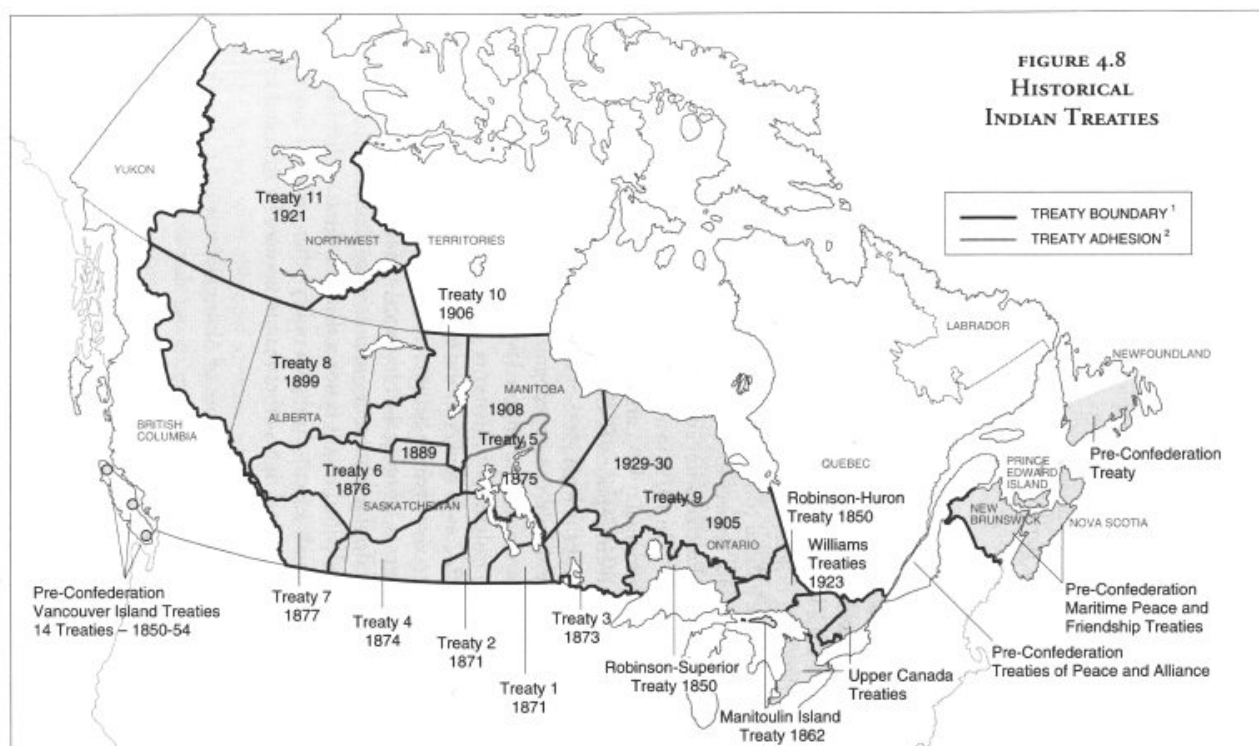 FIGURE 4.8
HISTORICAL
INDIAN TREATIES
TREATY BOUNDARY 1
TREATY ADHESION 2
YUKON
Treaty 11
1921
NORTHWEST
TERRITORIES
Treaty 10
1906
Treaty 8
1899
ALBERTA
BRITISH
COLUMBIA
MANITOBA
1908
Treaty 5
1875
1889
Treaty 6
1876
SASKATCHEWAN
1929-30
Treaty 9
1905
ONTARIO
QUEBEC
LABRADOR
NEWFOUNDLAND
Pre-Confederation
Treaty
PRINCE
EDWARD
ISLAND
NEW
BRUNSWICK
NOVA SCOTIA
Robinson-Huron
Treaty 1850
Williams
Treaties
1923
Pre-Confederation
Vancouver Island Treaties
14 Treaties – 1850-54
Treaty 7
1877
Treaty 4
1874
Treaty 2
1871
Treaty 1
1871
Treaty 3
1873
Robinson-Superior
Treaty 1850
Manitoulin Island
Treaty 1862
Upper Canada
Treaties
Pre-Confederation
Maritime Peace and
Friendship Treaties
Pre-Confederation
Treaties of Peace and Alliance